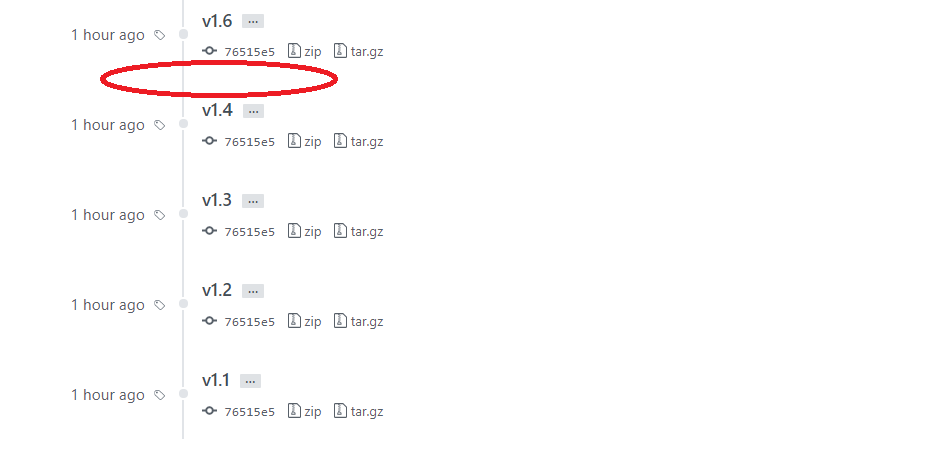 v1.6 ...
1 hour ago
76515e5 zip tar.gz
v1.4 ...
1 hour ago
76515e5 zip tar.gz
v1.3 ...
1 hour ago
76515e5 zip tar.gz
v1.2 ...
1 hour ago
76515e5 zip tar.gz
v1.1 ...
1 hour ago
76515e5 zip tar.gz